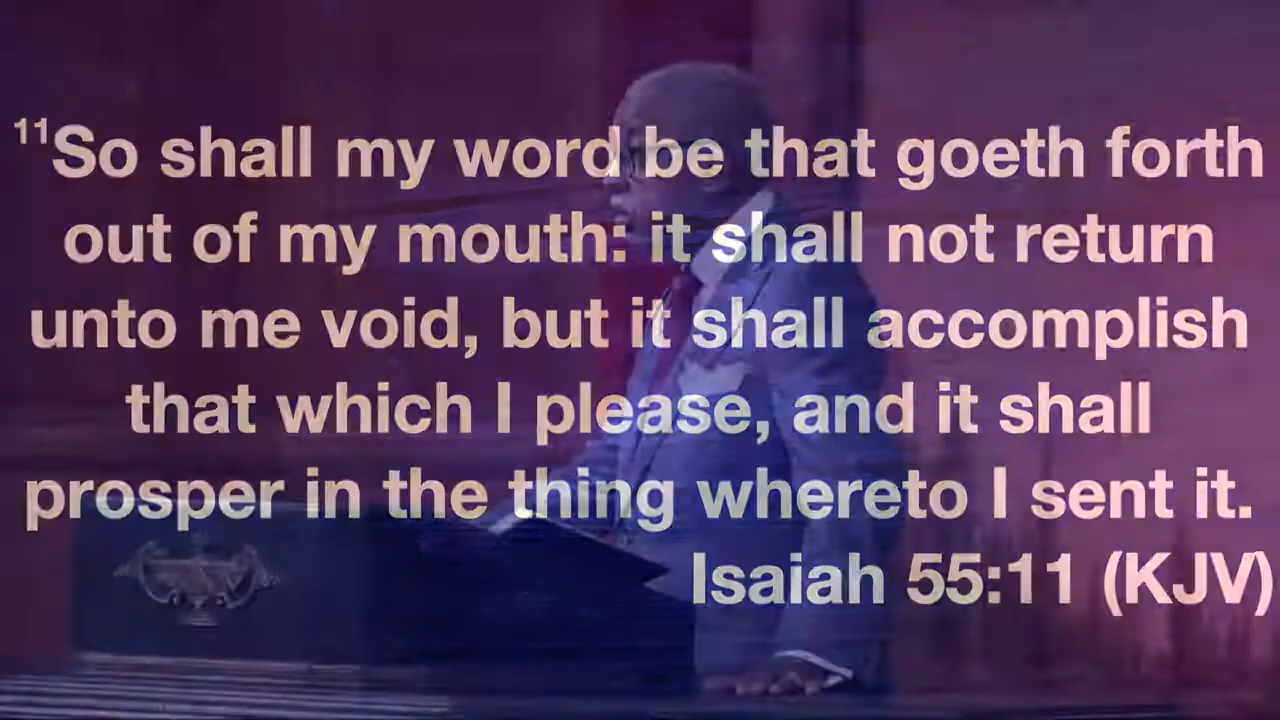 ¹¹So shall my word be that goeth forth
out of my mouth: it shall not return
unto me void, but it shall accomplish
that which I please, and it shall
prosper in the thing whereto I sent it.
Isaiah 55:11 (KJV)